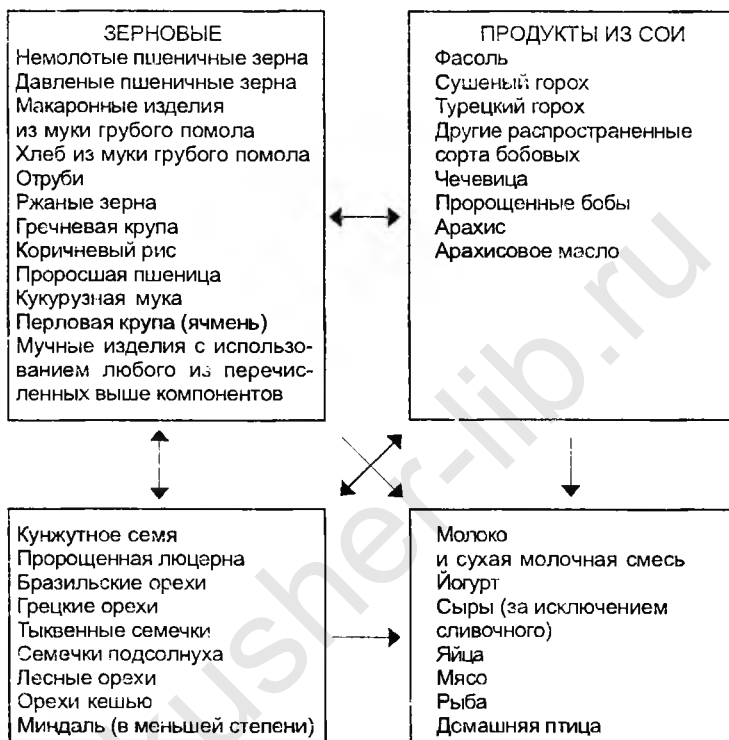 ЗЕРНОВЫЕ
Немолотые пшеничные зерна
Давленые пшеничные зерна
Макаронные изделия
из муки грубого помола
Хлеб из муки грубого помола
Отруби
Ржаные зерна
Гречневая крупа
Коричневый рис
Проросшая пшеница
Кукурузная мука
Перловая крупа (ячмень)
Мучные изделия с использо-
ванием любого из перечис-
ленных выше компонентов
ПРОДУКТЫ ИЗ СОИ
Фасоль
Сушеный горох
Турецкий горох
Другие распространенные
сорта бобовых
Чечевица
Пророщенные бобы
Арахис
Арахисовое масло
Кунжутное семя
Пророщенная люцерна
Бразильские орехи
Грецкие орехи
Тыквенные семечки
Семечки подсолнуха
Лесные орехи
Орехи кешью
Миндаль (в меньшей степени)
Молоко
и сухая молочная смесь
Йогурт
Сыры (за исключением
сливочного)
Яйца
Мясо
Рыба
Домашняя птица
kusher-lib.ru